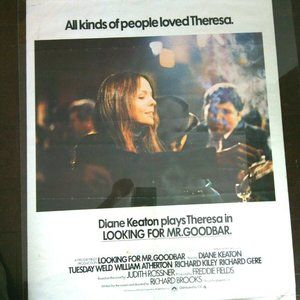 All kinds of people loved Theresa.
Diane Keaton plays Theresa in
LOOKING FOR MR. GOODBAR.
LOOKING FOR MR. GOODBAR DIANE KEATON
TUESDAY WELD WILLIAM ATHERTON RICHARD KILEY RICHARD GERE
JUDITH ROSSNER FREDDIE FIELDS
RICHARD BROOKS